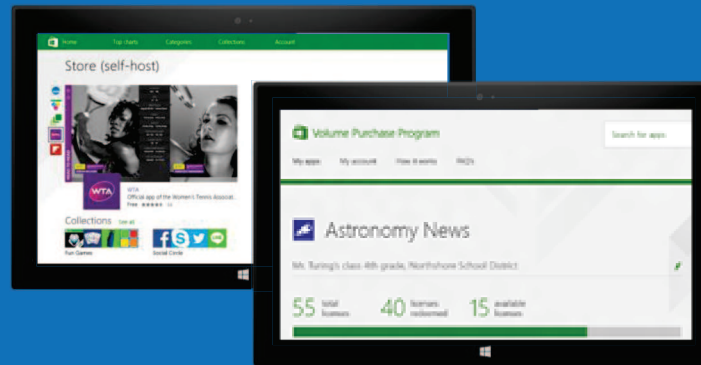 Home Top charts Categories Collections Account
Store (self-host)
WTA
WTA
Official app of the Women's Tennis Associat
Free
Collections See all
Fun Games Social Circle
Volume Purchase Program
Search for apps
My apps My account How it works FAQ's
Astronomy News
Mr. Turing's class 4th grade, Northshore School District
55 total licenses
40 licenses redeemed
15 available licenses